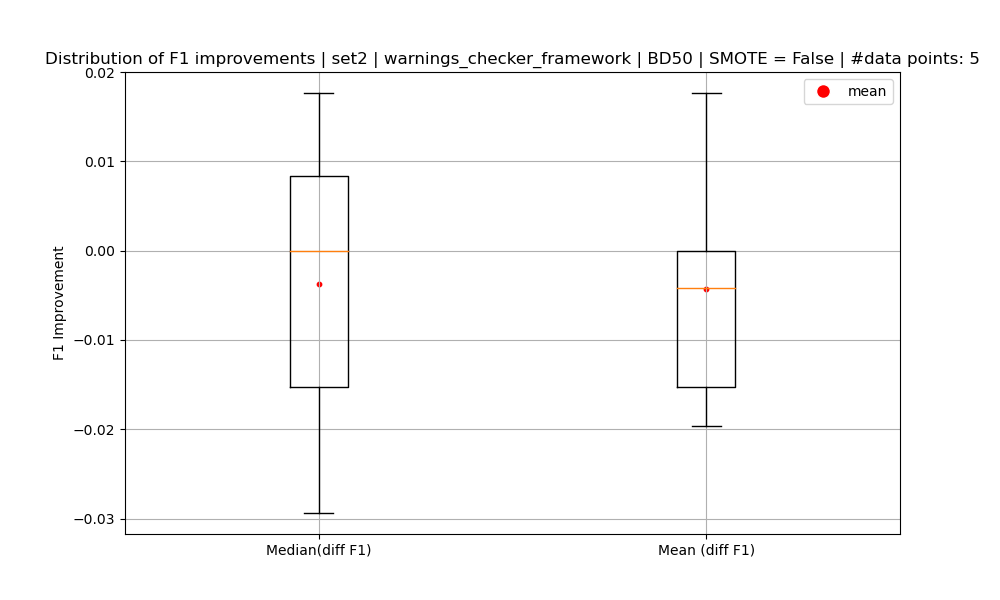 Distribution of F1 improvements | set2 | warnings_checker_framework | BD50 | SMOTE = False | #data points: 5
mean
F1 Improvement
0.02
0.01
0.00
−0.01
−0.02
−0.03
Median(diff F1)
Mean (diff F1)